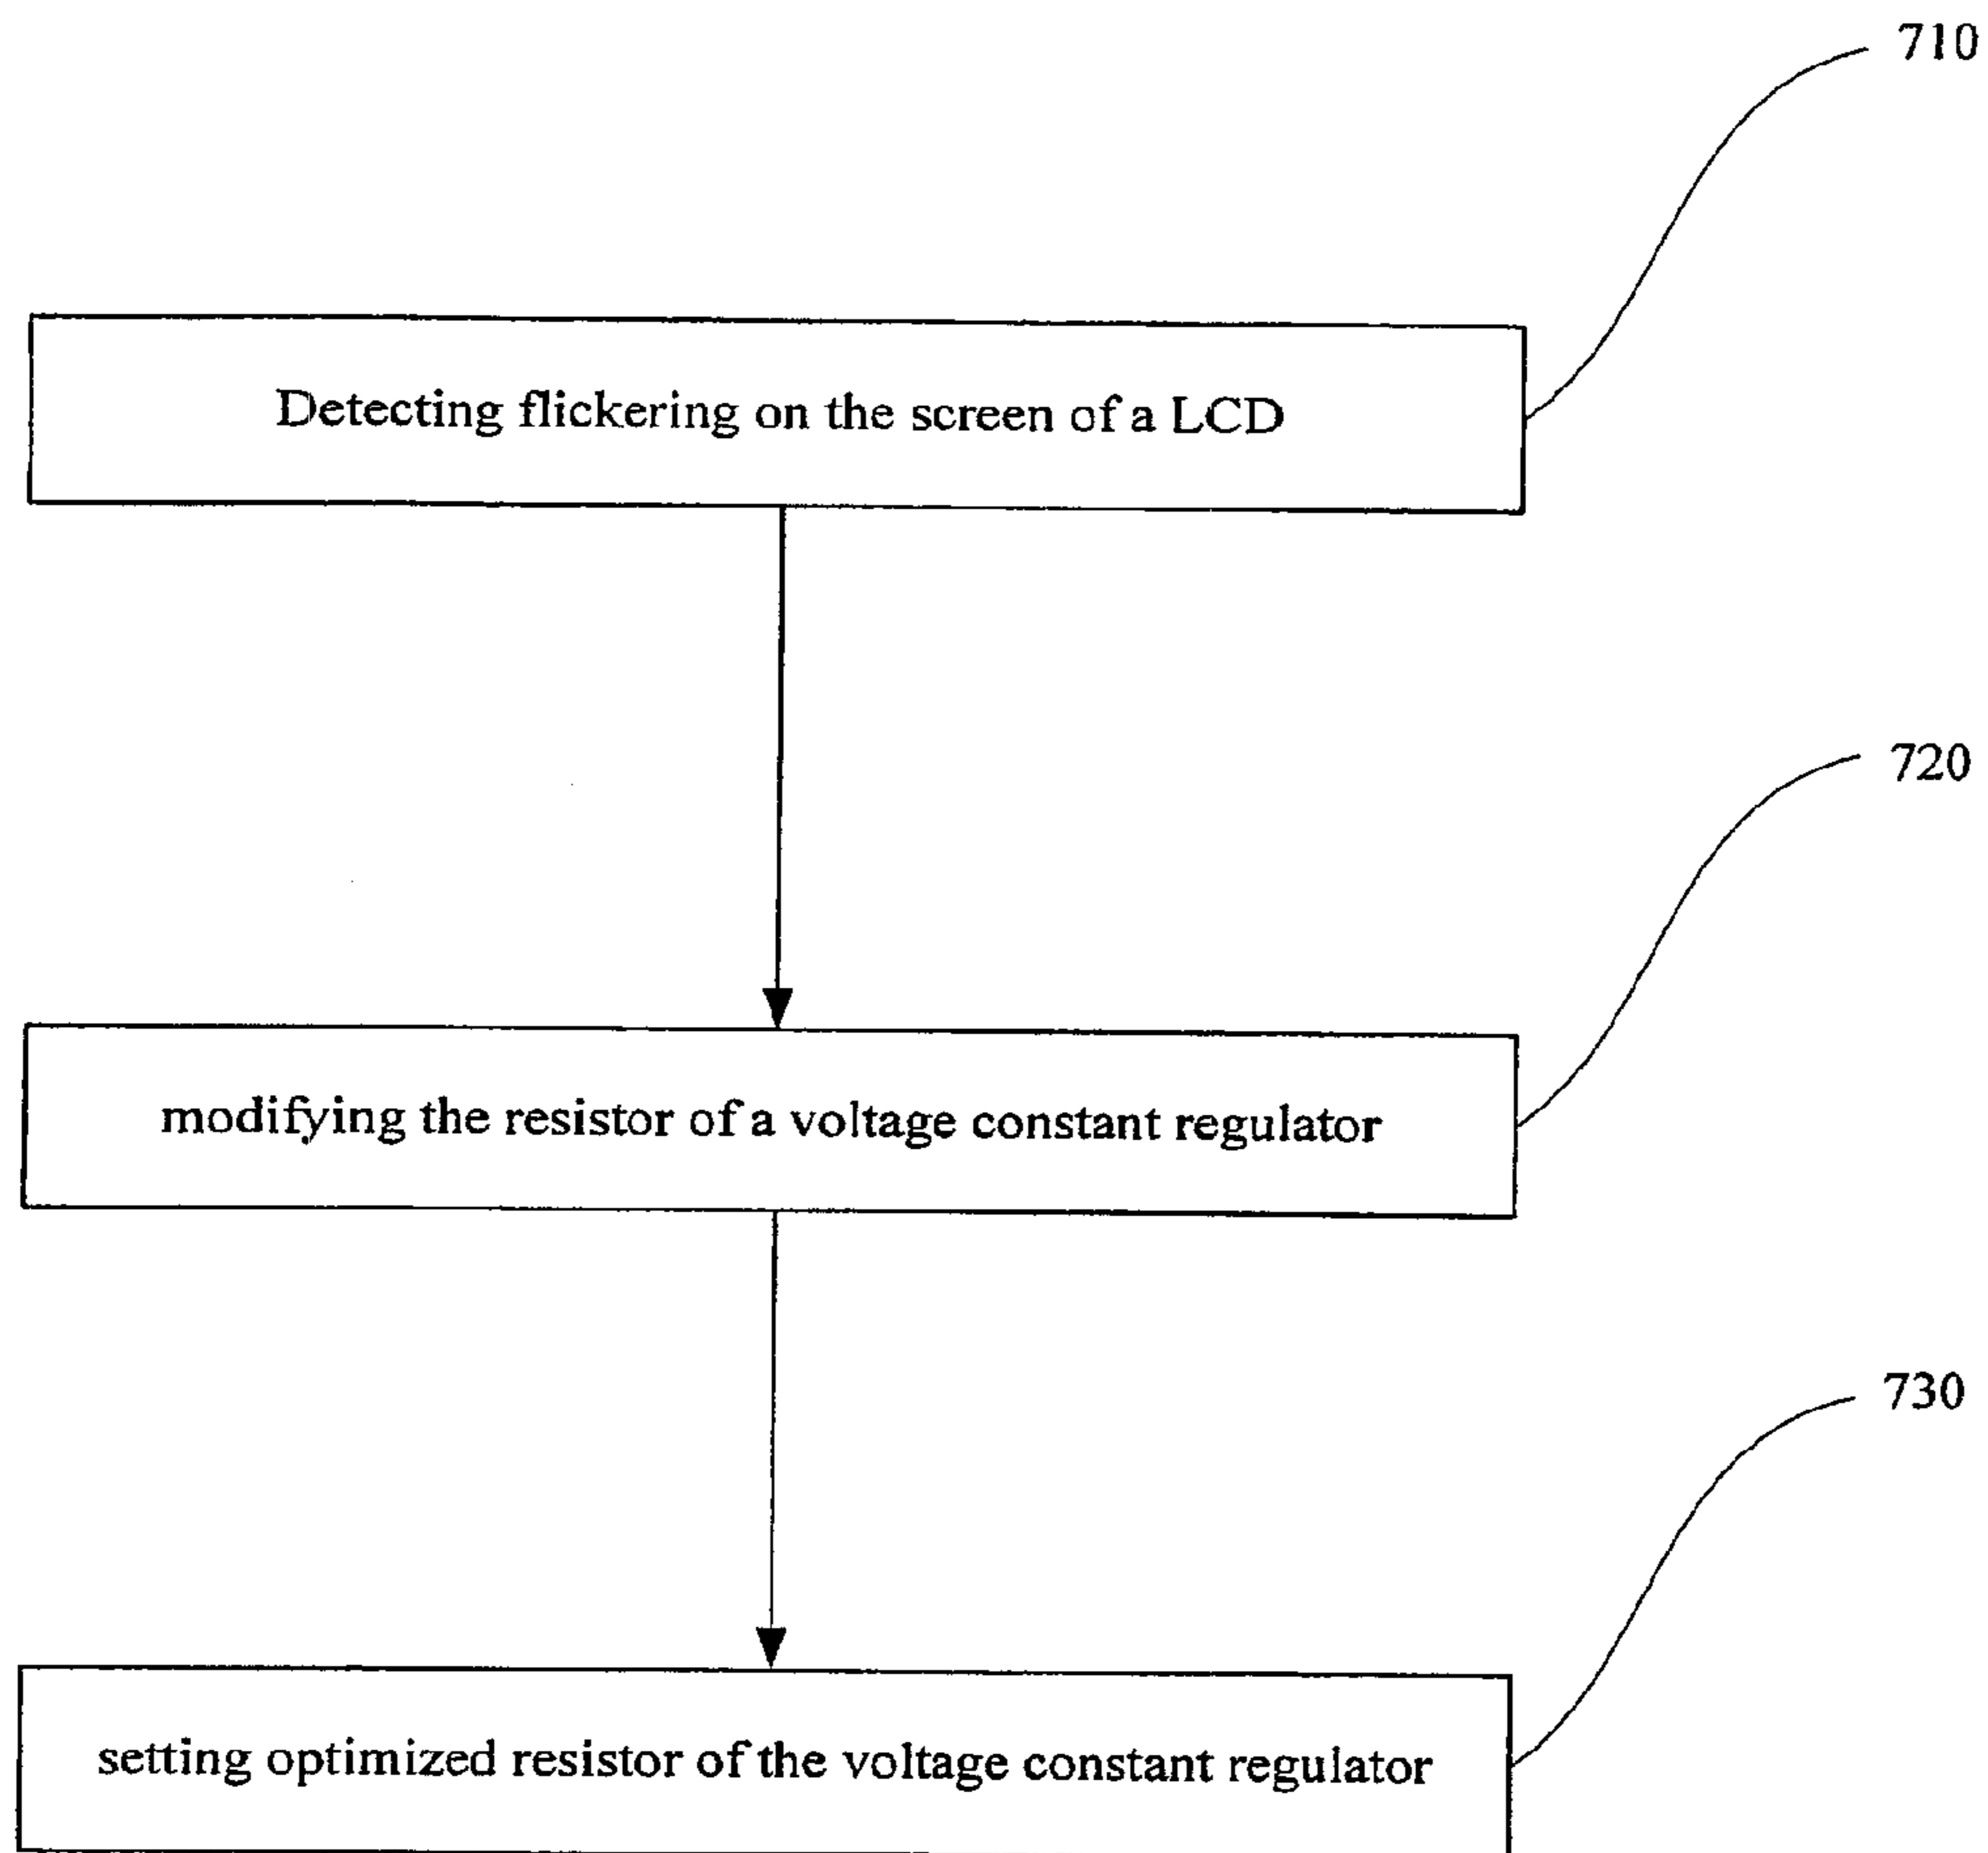 710
Detecting flickering on the screen of a LCD
720
modifying the resistor of a voltage constant regulator
730
setting optimized resistor of the voltage constant regulator